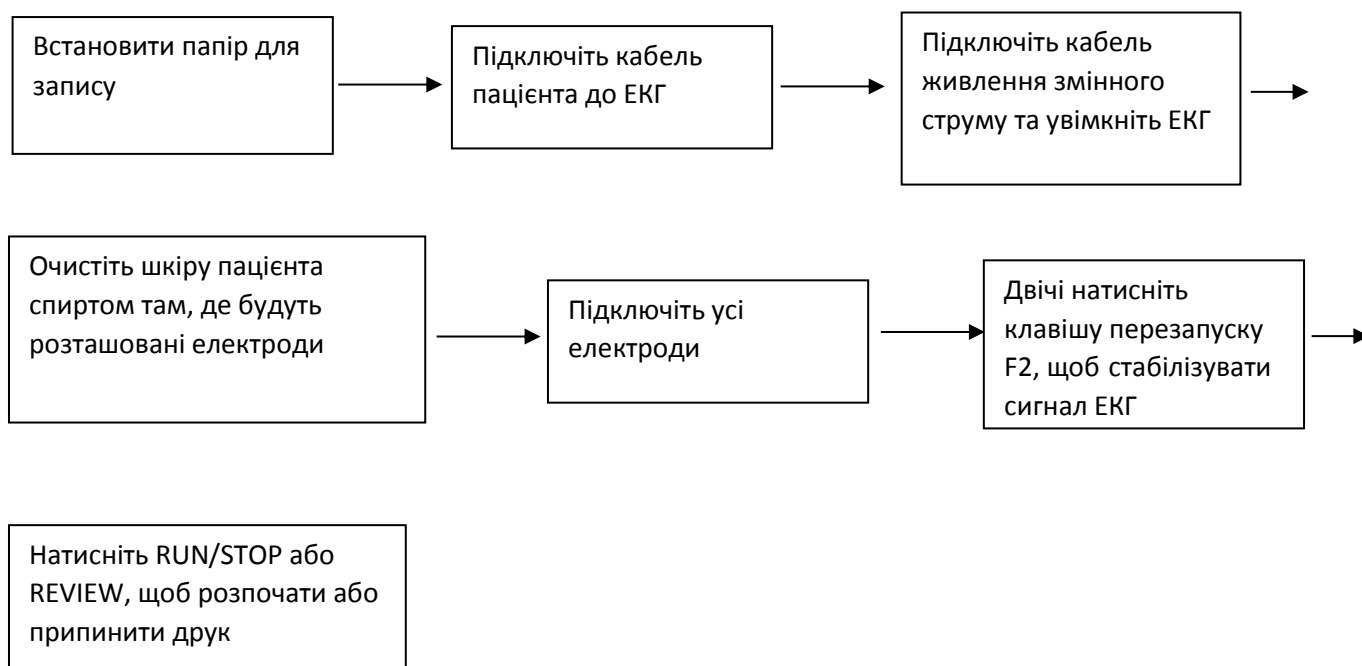 Встановити папір для
запису
Підключіть кабель
пацієнта до ЕКГ
Підключіть кабель
живлення змінного
струму та увімкніть ЕКГ
Очистіть шкіру пацієнта
спиртом там, де будуть
розташовані електроди
Підключіть усі
електроди
Двічі натисніть
клавішу перезапуску
F2, щоб стабілізувати
сигнал ЕКГ
Натисніть RUN/STOP або
REVIEW, щоб розпочати або
припинити друк